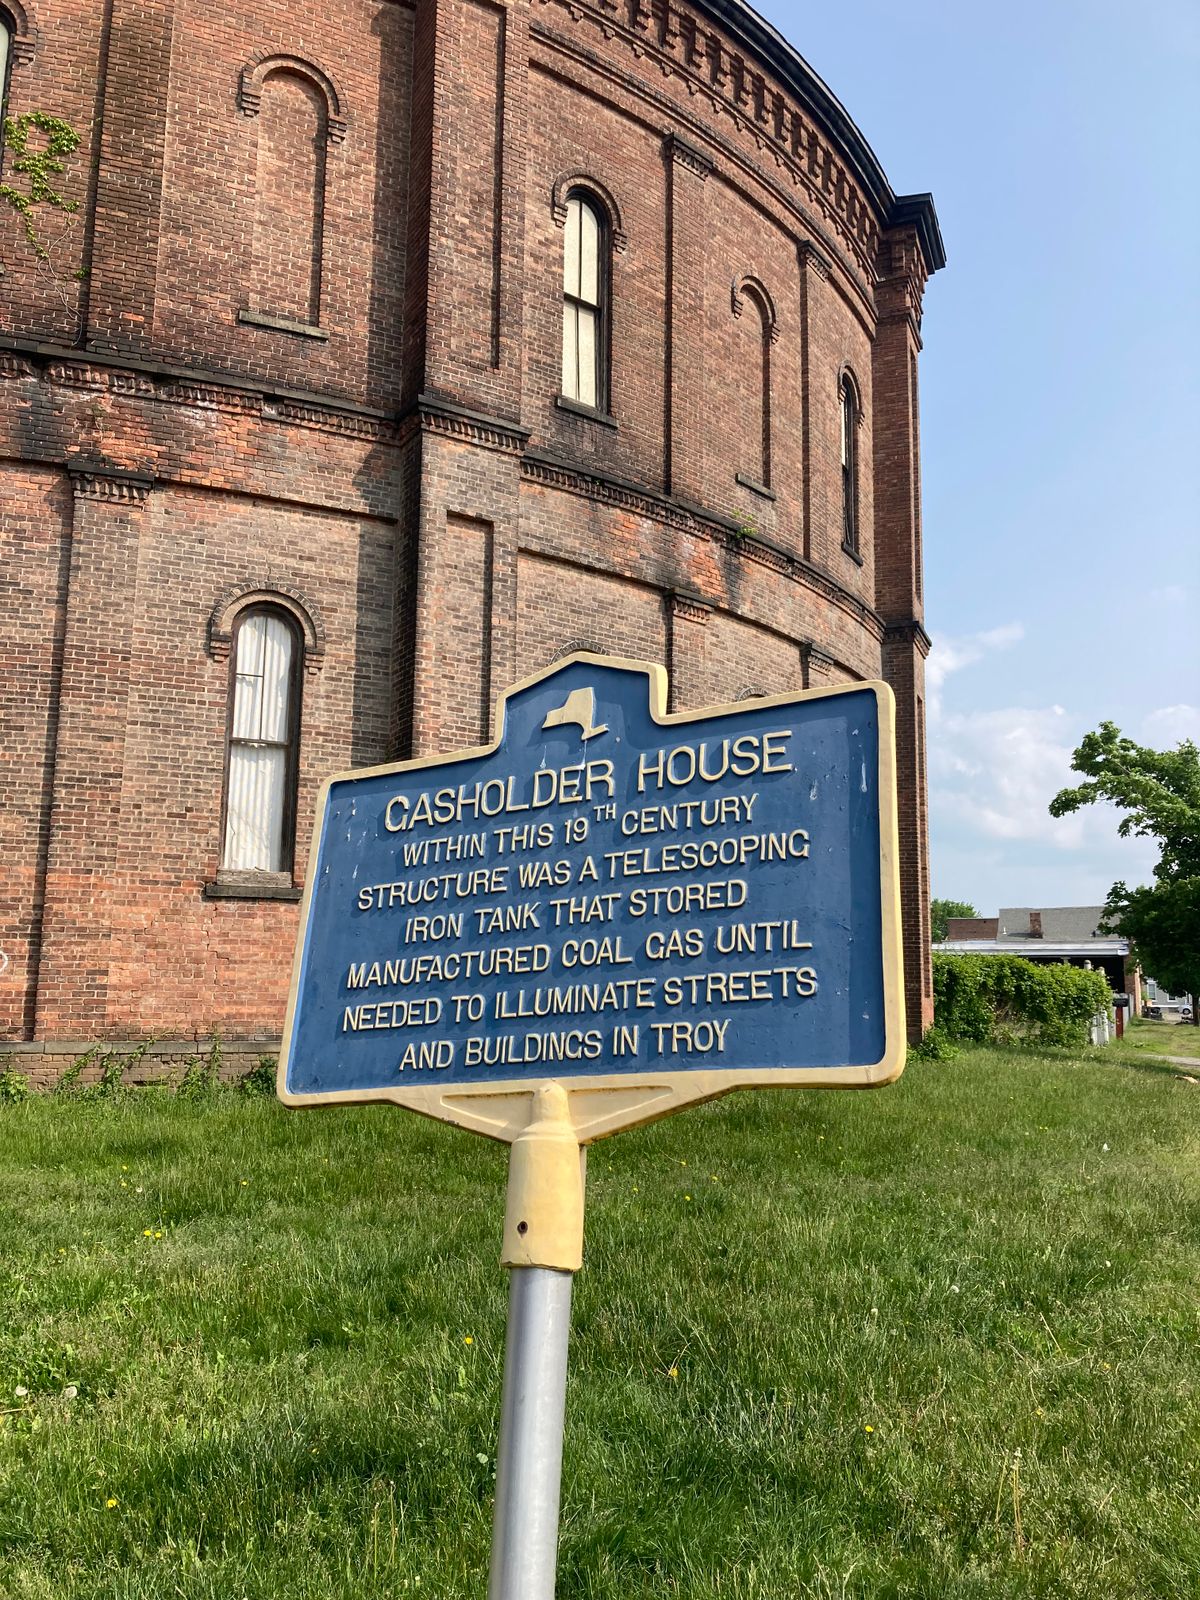 GASHOLDER HOUSE
WITHIN THIS 19TH CENTURY
STRUCTURE WAS A TELESCOPING
IRON TANK THAT STORED
MANUFACTURED COAL GAS UNTIL
NEEDED TO ILLUMINATE STREETS
AND BUILDINGS IN TROY